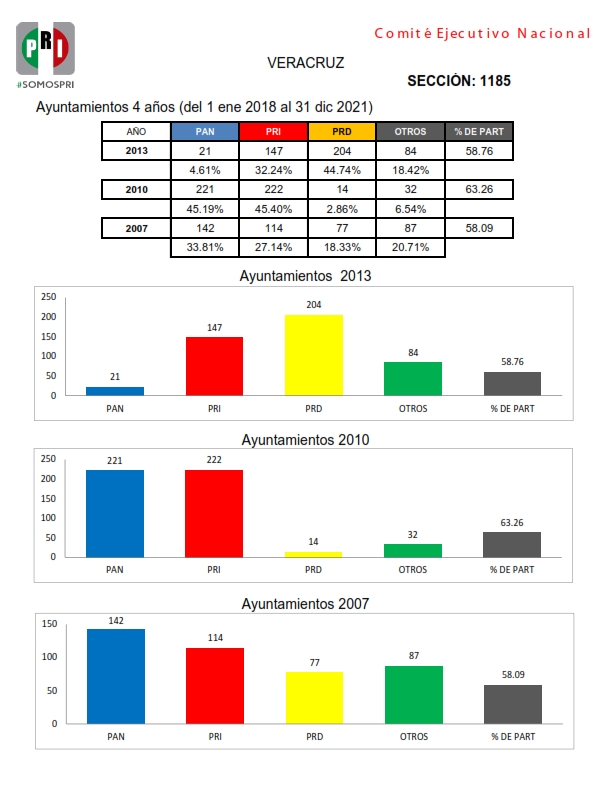 Comité Ejecutivo Nacional
PRI
#SOMOSPRI
VERACRUZ
SECCIÓN: 1185
Ayuntamientos 4 años (del 1 ene 2018 al 31 dic 2021)
AÑO PAN PRI PRD OTROS % DE PART
2013 21 147 204 84 58.76
4.61% 32.24% 44.74% 18.42%
2010 221 222 14 32 63.26
45.19% 45.40% 2.86% 6.54%
2007 142 114 77 87 58.09
33.81% 27.14% 18.33% 20.71%
Ayuntamientos 2013
250
200
150
100
50
0
21 147 204 84 58.76
PAN PRI PRD OTROS % DE PART
Ayuntamientos 2010
250
200
150
100
50
0
221 222 14 32 63.26
PAN PRI PRD OTROS % DE PART
Ayuntamientos 2007
150
100
50
0
142 114 77 87 58.09
PAN PRI PRD OTROS % DE PART